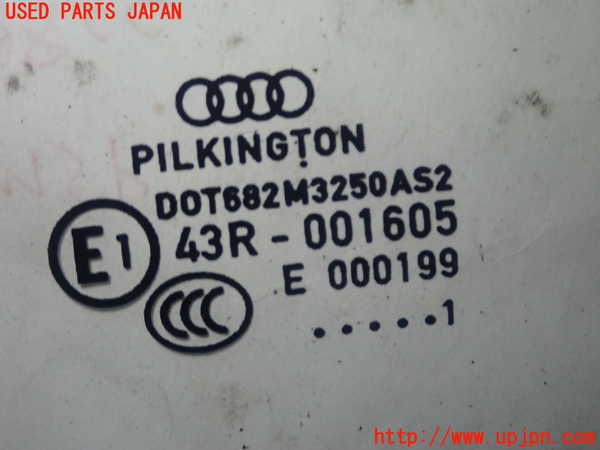 USED PARTS JAPAN
PILKINGTON
DOT682M3250AS2
E1
43R - 001605
E 000199
CCC
.....1
http://www.upjpn.com/